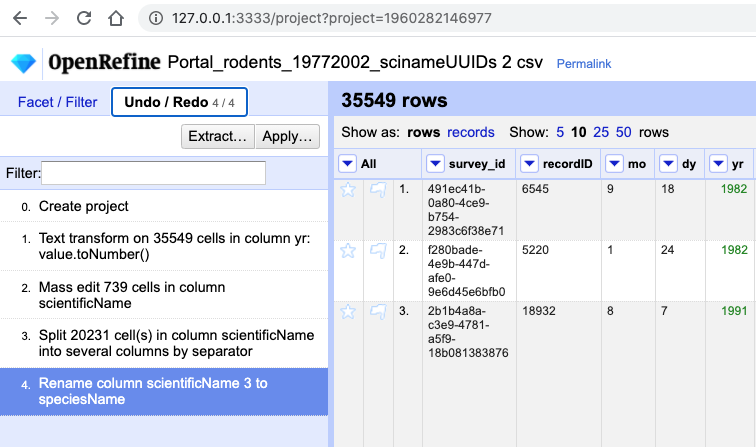 127.0.0.1:3333/project?project=1960282146977
OpenRefine Portal_rodents_19772002_scinameUUIDs 2 csv Permalink
Facet / Filter Undo / Redo 4 / 4
Extract... Apply...
Filter:
0. Create project
1. Text transform on 35549 cells in column yr:
value.toNumber()
2. Mass edit 739 cells in column
scientificName
3. Split 20231 cell(s) in column scientificName
into several columns by separator
4. Rename column scientificName 3 to
speciesName
35549 rows
Show as: rows records Show: 5 10 25 50 rows
All survey_id recordID mo dy yr
1. 491ec41b- 6545 9 18 1982
0a80-4ce9-
b754-
2983c6f38e71
2. f280bade- 5220 1 24 1982
4e9b-447d-
afe0-
9e6d45e6bfb0
3. 2b1b4a8a- 18932 8 7 1991
c3e9-4781-
a5f9-
18b081383876